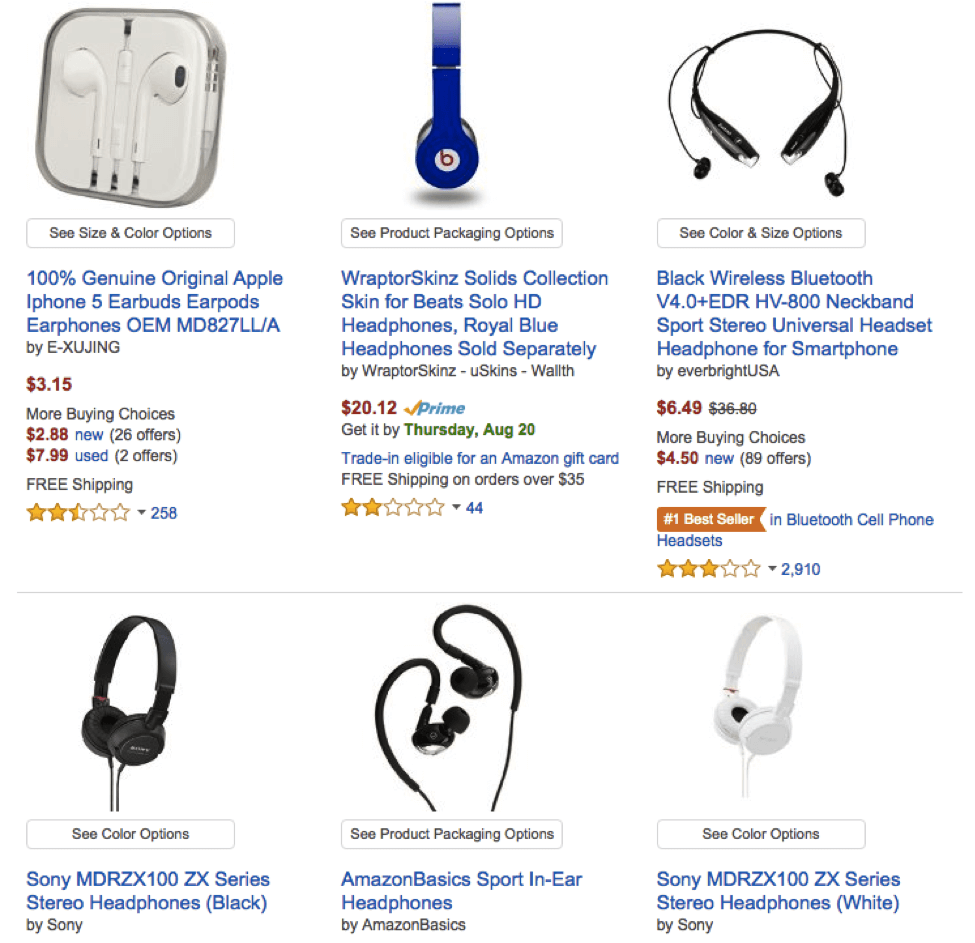 See Size & Color Options
100% Genuine Original Apple
Iphone 5 Earbuds Earpods
Earphones OEM MD827LL/A
by E-XUJING
$3.15
More Buying Choices
$2.88 new (26 offers)
$7.99 used (2 offers)
FREE Shipping
258
b
See Product Packaging Options
WraptorSkinz Solids Collection
Skin for Beats Solo HD
Headphones, Royal Blue
Headphones Sold Separately
by WraptorSkinz - uSkins - Wallth
$20.12 Prime
Get it by Thursday, Aug 20
Trade-in eligible for an Amazon gift card
FREE Shipping on orders over $35
44
See Color & Size Options
Black Wireless Bluetooth
V4.0+EDR HV-800 Neckband
Sport Stereo Universal Headset
Headphone for Smartphone
by everbrightUSA
$6.49 $36.80
More Buying Choices
$4.50 new (89 offers)
FREE Shipping
#1 Best Seller in Bluetooth Cell Phone
Headsets
2,910
SONY
See Color Options
Sony MDRZX100 ZX Series
Stereo Headphones (Black)
by Sony
See Product Packaging Options
AmazonBasics Sport In-Ear
Headphones
by AmazonBasics
SONY
See Color Options
Sony MDRZX100 ZX Series
Stereo Headphones (White)
by Sony